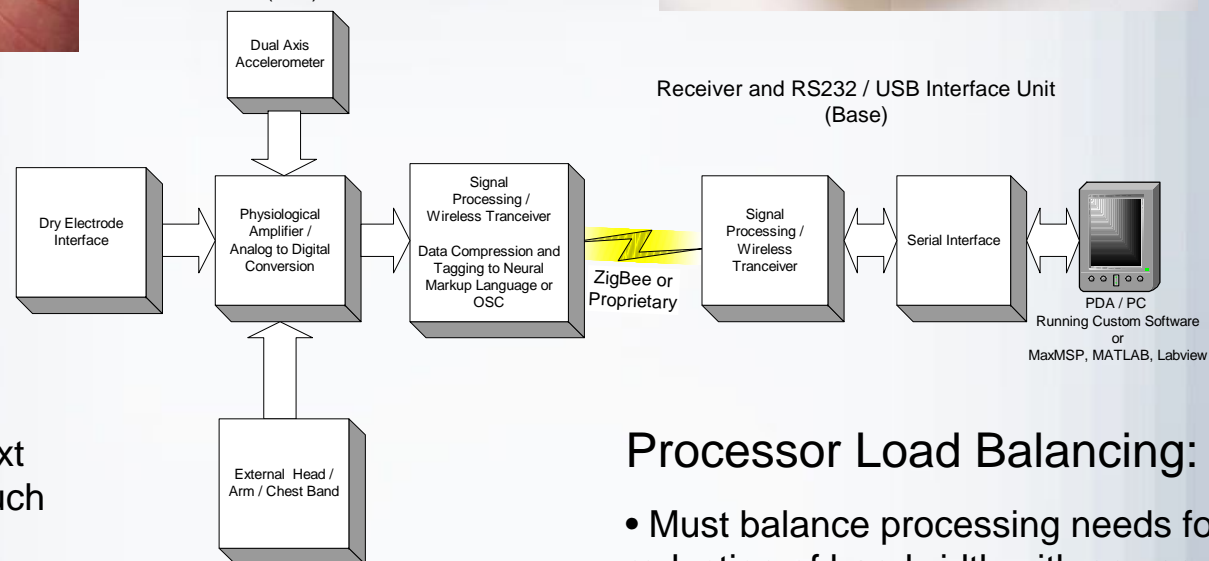 Dual Axis
Accelerometer
Receiver and RS232 / USB Interface Unit
(Base)
Dry Electrode
Interface
Physiological
Amplifier /
Analog to Digital
Conversion
Signal
Processing /
Wireless Tranceiver
Data Compression and
Tagging to Neural
Markup Language or
OSC
ZigBee or
Proprietary
Signal
Processing /
Wireless
Tranceiver
Serial Interface
PDA / PC
Running Custom Software
or
MaxMSP, MATLAB, Labview
External Head /
Arm / Chest Band
xt
uch
Processor Load Balancing:
• Must balance processing needs fo